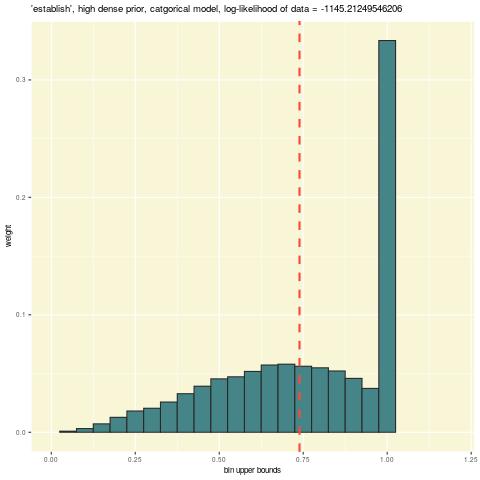 'establish', high dense prior, catgorical model, log-likelihood of data = -1145.21249546206
0.3
0.2
0.1
0.0
weight
0.00 0.25 0.50 0.75 1.00 1.25
bin upper bounds